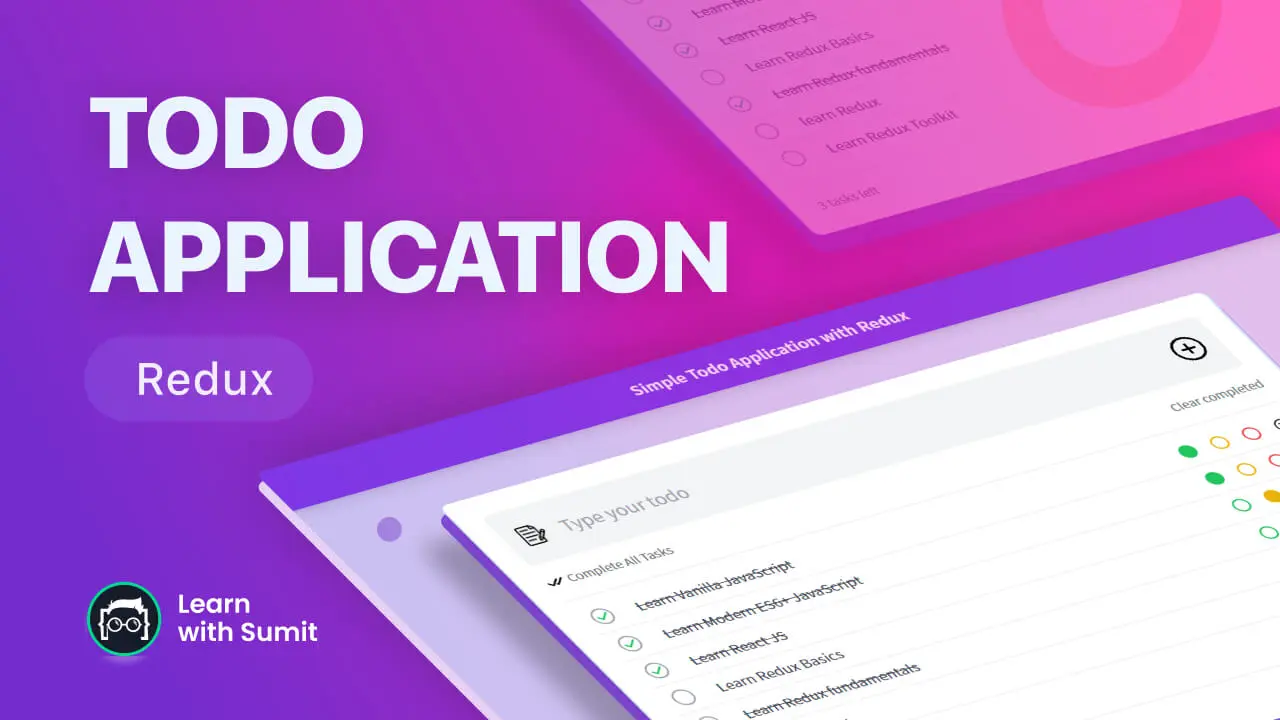 TODO
APPLICATION
Redux
Learn
with Sumit
Learn React JS
Learn Redux Basics
Learn Redux fundamentals
learn Redux
Learn Redux Toolkit
3 tasks left
Simple Todo Application with Redux
Type your todo
Clear completed
Complete All Tasks
Learn Vanilla JavaScript
Learn Modern ES6+ JavaScript
Learn React JS
Learn Redux Basics
Learn Redux fundamentals